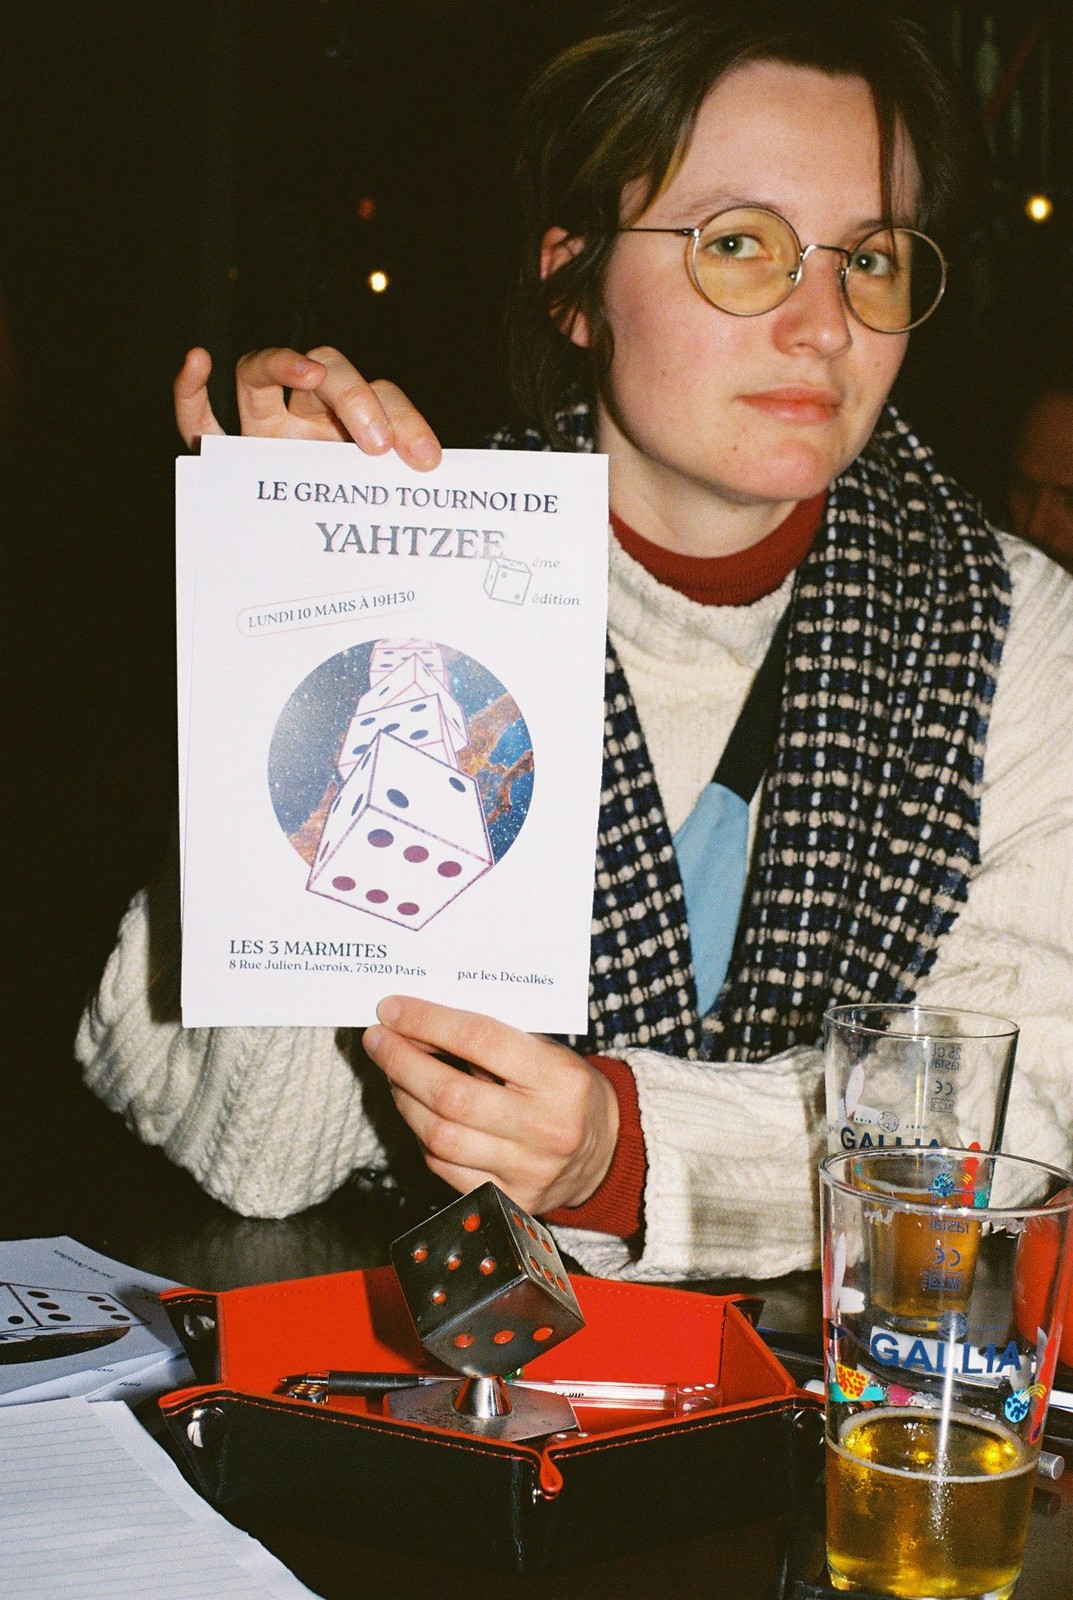 LE GRAND TOURNOI DE
YAHTZEE
ème
édition
LUNDI 10 MARS À 19H30
LES 3 MARMITES
8 Rue Julien Lacroix, 75020 Paris
par les Décalkés
GALLIA
GALLIA